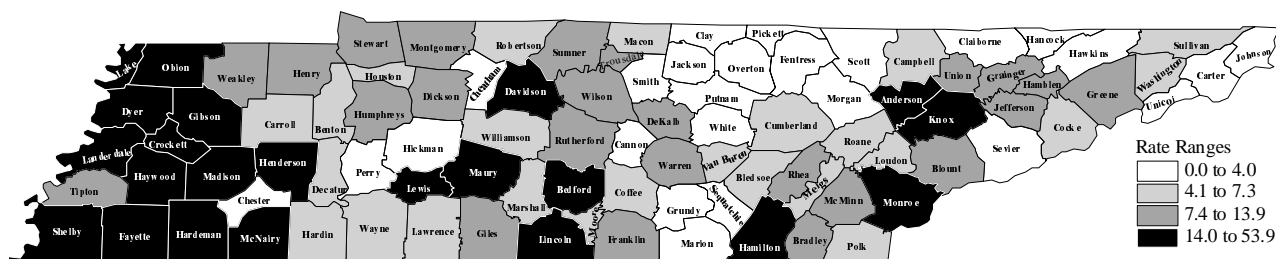 Clay
Pickett
Stewart
Montgomery
Robertson
Sumner
Macon
Claiborne
Hancock
Hawkins
Sullivan
Johnson
Lake
Obion
Weakley
Henry
Houston
Cheatham
Trousdale
Jackson
Overton
Fentress
Scott
Campbell
Union
Grainger
Hamblen
Washington
Carter
Smith
Dyer
Gibson
Carroll
Benton
Humphreys
Dickson
Davidson
Wilson
Putnam
Morgan
Anderson
Jefferson
Greene
Unicoi
Crockett
Lauderdale
Haywood
Madison
Henderson
Decatur
Perry
Hickman
Williamson
Rutherford
Cannon
DeKalb
White
Cumberland
Roane
Knox
Cocke
Sevier
Tipton
Chester
Lewis
Maury
Bedford
Coffee
Warren
Van Buren
Bledsoe
Rhea
Meigs
Loudon
Blount
Shelby
Fayette
Hardeman
McNairy
Hardin
Wayne
Lawrence
Giles
Marshall
Moore
Lincoln
Franklin
Grundy
Sequatchie
Marion
Hamilton
Bradley
McMinn
Monroe
Polk
Rate Ranges
0.0 to 4.0
4.1 to 7.3
7.4 to 13.9
14.0 to 53.9